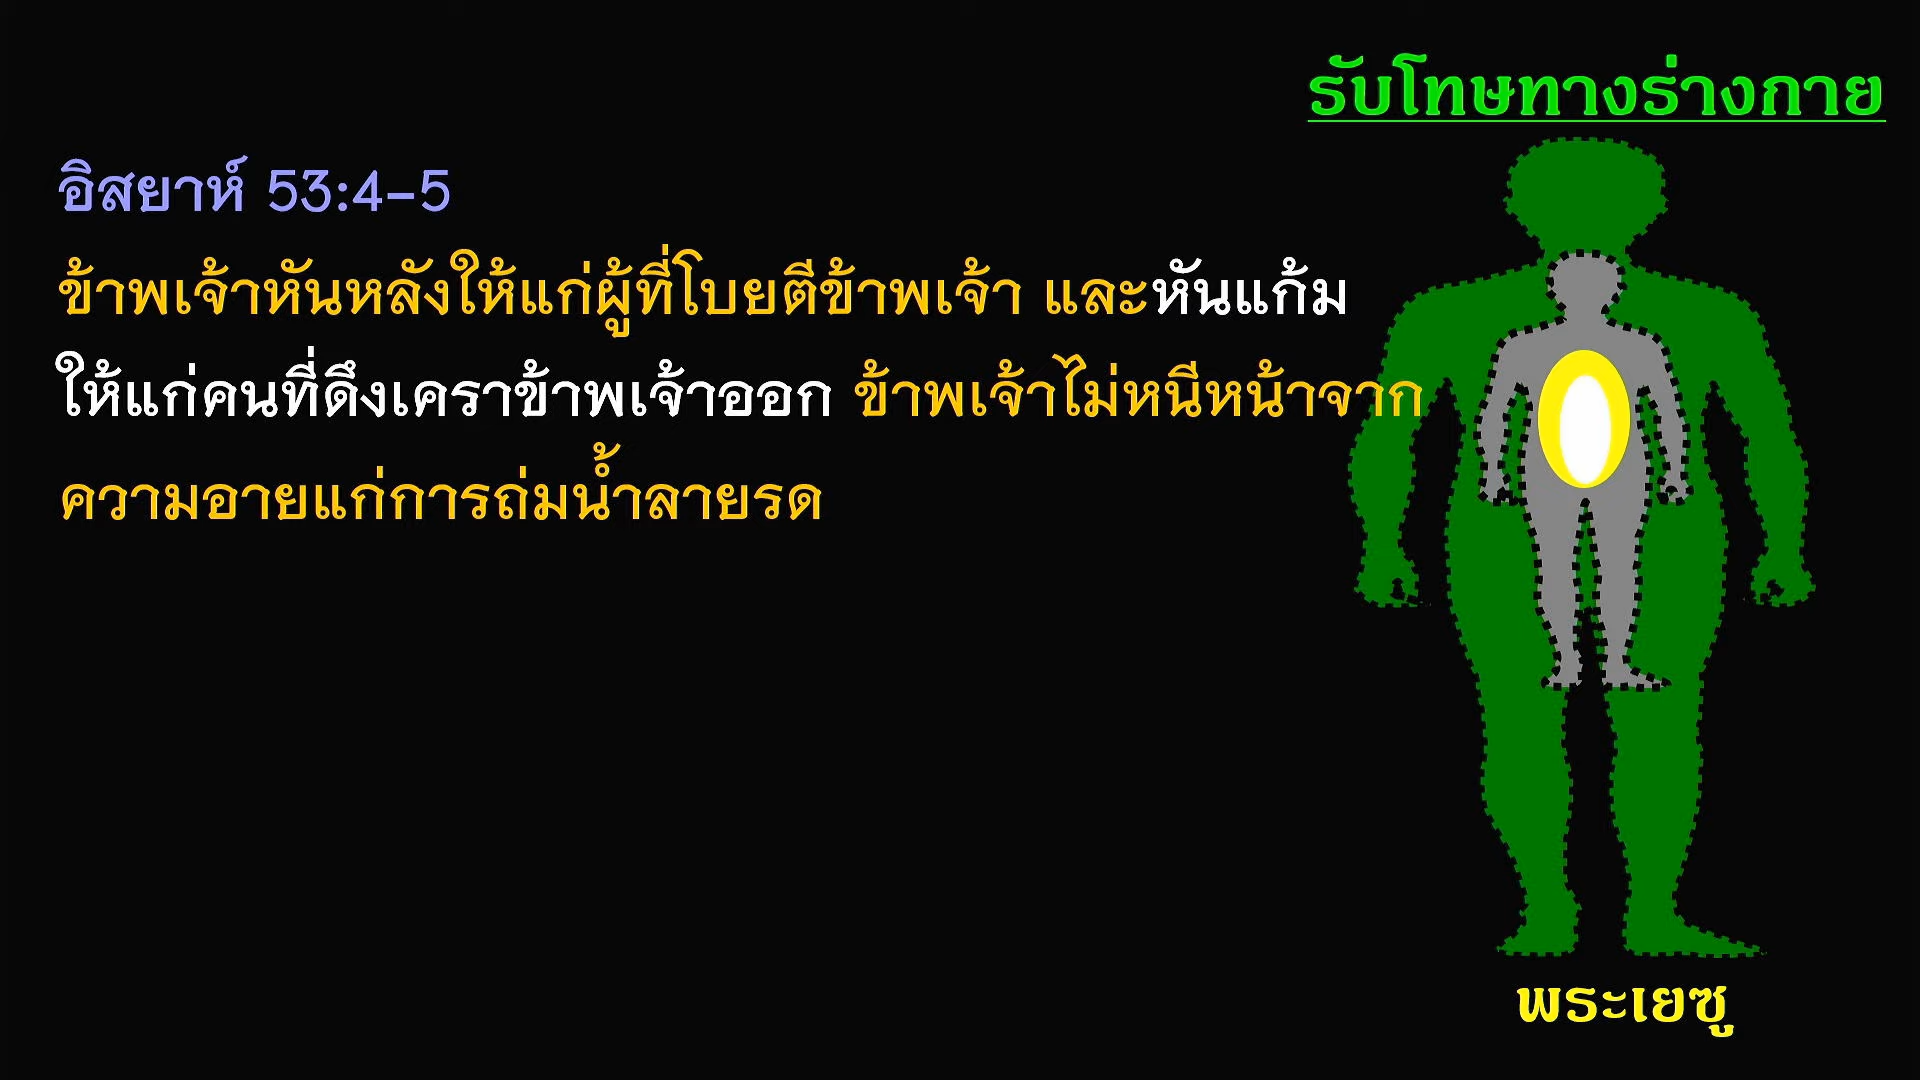 รับโทษทางร่างกาย
อิสยาห์ 53:4-5
ข้าพเจ้าหันหลังให้แก่ผู้ที่โบยตีข้าพเจ้า และหันแก้ม
ให้แก่คนที่ดึงเคราข้าพเจ้าออก ข้าพเจ้าไม่หนีหน้าจาก
ความอายแก่การถ่มน้ำลายรด
พระเยซู